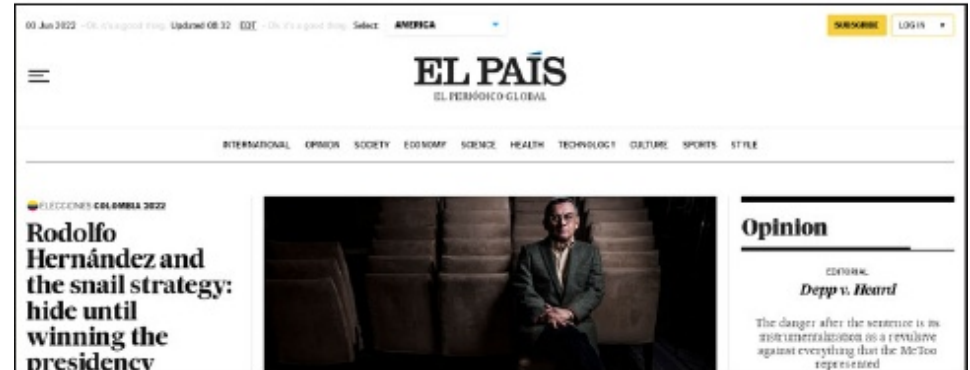 03 Jun 2022 Updated 08:32 EDT Select: AMERICA
SUBSCRIBE LOG IN
EL PAÍS
EL PERIÓDICO GLOBAL
INTERNATIONAL OPINION SOCIETY ECONOMY SCIENCE HEALTH TECHNOLOGY CULTURE SPORTS STYLE
ELECCIONES COLOMBIA 2022
Rodolfo
Hernández and
the snail strategy:
hide until
winning the
presidency
Opinion
EDITORIAL
Depp v. Heard
The danger after the sentence is its
instrumentalization as a revulsive
against everything that the MeToo
represented